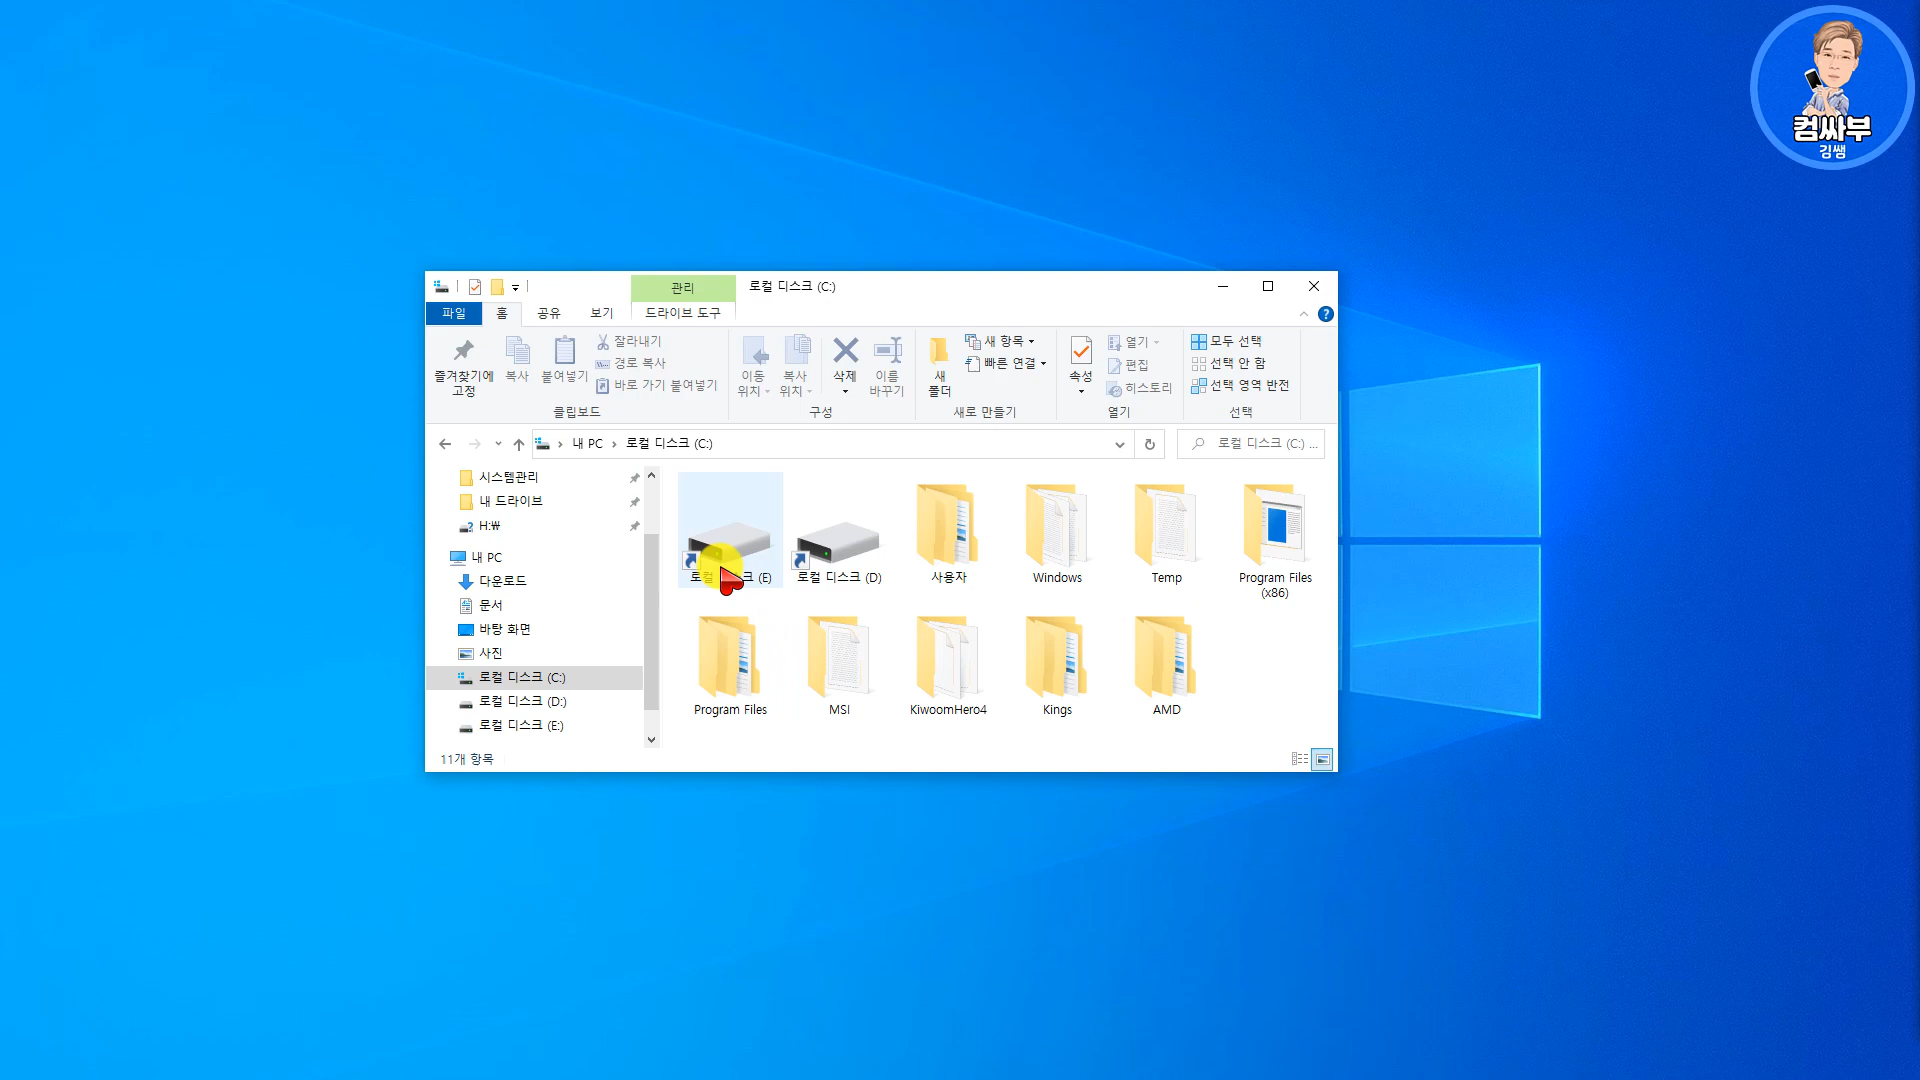 컴싸부
김쌤
관리
로컬 디스크 (C:)
파일
홈
공유
보기
드라이브 도구
?
즐겨찾기에
고정
복사
붙여넣기
잘라내기
경로 복사
바로 가기 붙여넣기
클립보드
이동
위치
복사
위치
삭제
이름
바꾸기
구성
새
폴더
새 항목
빠른 연결
새로 만들기
속성
열기
편집
히스토리
열기
모두 선택
선택 안 함
선택 영역 반전
선택
내 PC
로컬 디스크 (C:)
로컬 디스크 (C:) ...
시스템관리
내 드라이브
H:₩
내 PC
다운로드
문서
바탕 화면
사진
로컬 디스크 (C:)
로컬 디스크 (D:)
로컬 디스크 (E:)
로컬 스크 (E)
로컬 디스크 (D)
사용자
Windows
Temp
Program Files
(x86)
Program Files
MSI
KiwoomHero4
Kings
AMD
11개 항목